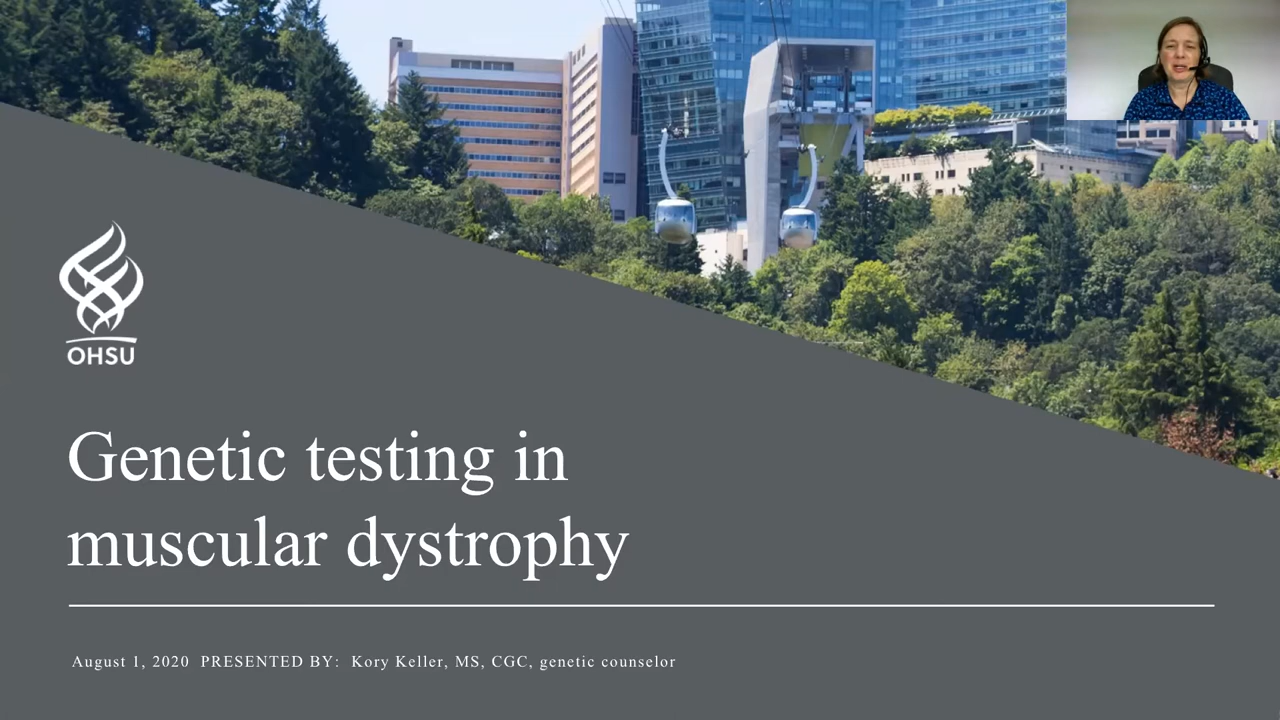 OHSU
Genetic testing in
muscular dystrophy
August 1, 2020 PRESENTED BY: Kory Keller, MS, CGC, genetic counselor